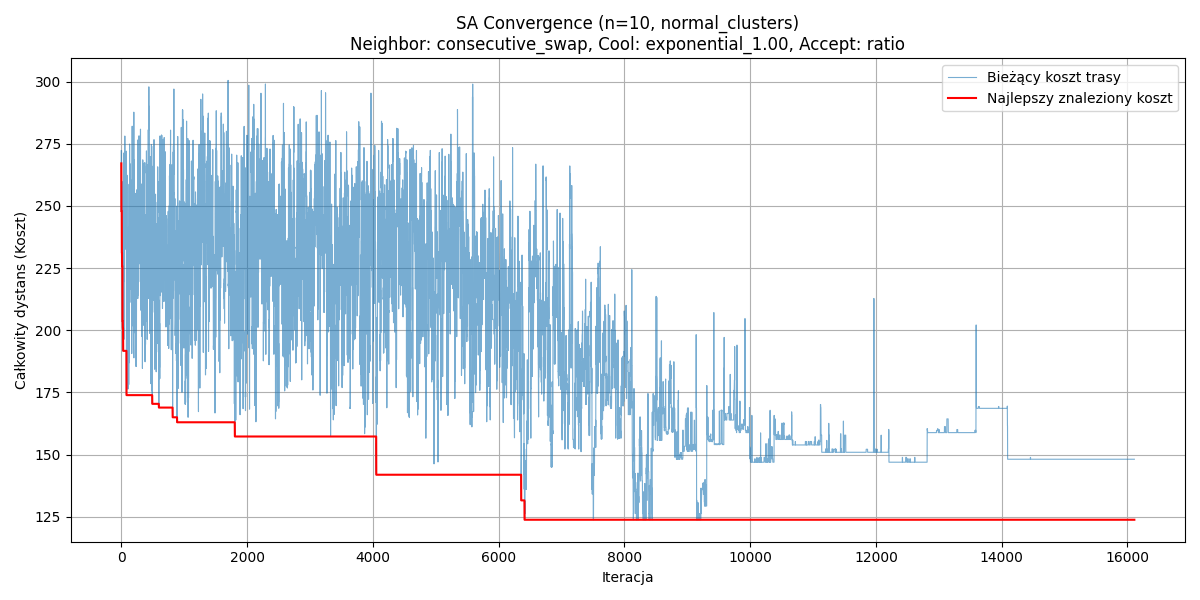 SA Convergence (n=10, normal_clusters)
Neighbor: consecutive_swap, Cool: exponential_1.00, Accept: ratio
Bieżący koszt trasy
Najlepszy znaleziony koszt
Całkowity dystans (Koszt)
300
275
250
225
200
175
150
125
0 2000 4000 6000 8000 10000 12000 14000 16000
Iteracja